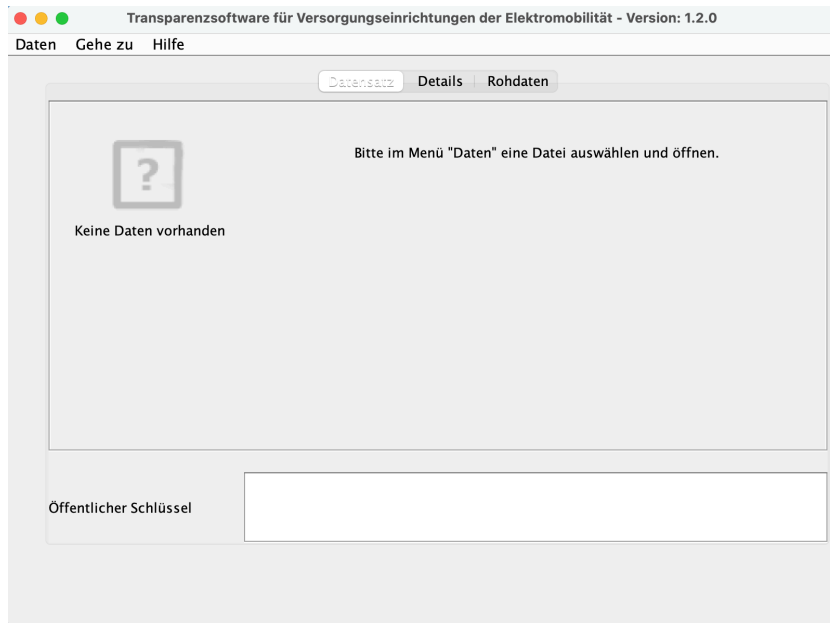 Transparenzsoftware für Versorgungseinrichtungen der Elektromobilität - Version: 1.2.0
Daten Gehe zu Hilfe
Datensatz Details Rohdaten
?
Bitte im Menü "Daten" eine Datei auswählen und öffnen.
Keine Daten vorhanden
Öffentlicher Schlüssel